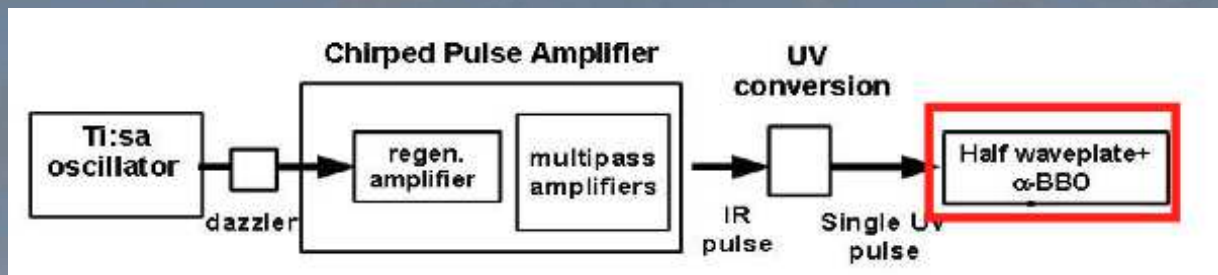 Chirped Pulse Amplifier
UV
conversion
Ti:sa
oscillator
dazzler
regen.
amplifier
multipass
amplifiers
IR
pulse
Single UV
pulse
Half waveplate+
α-BBO